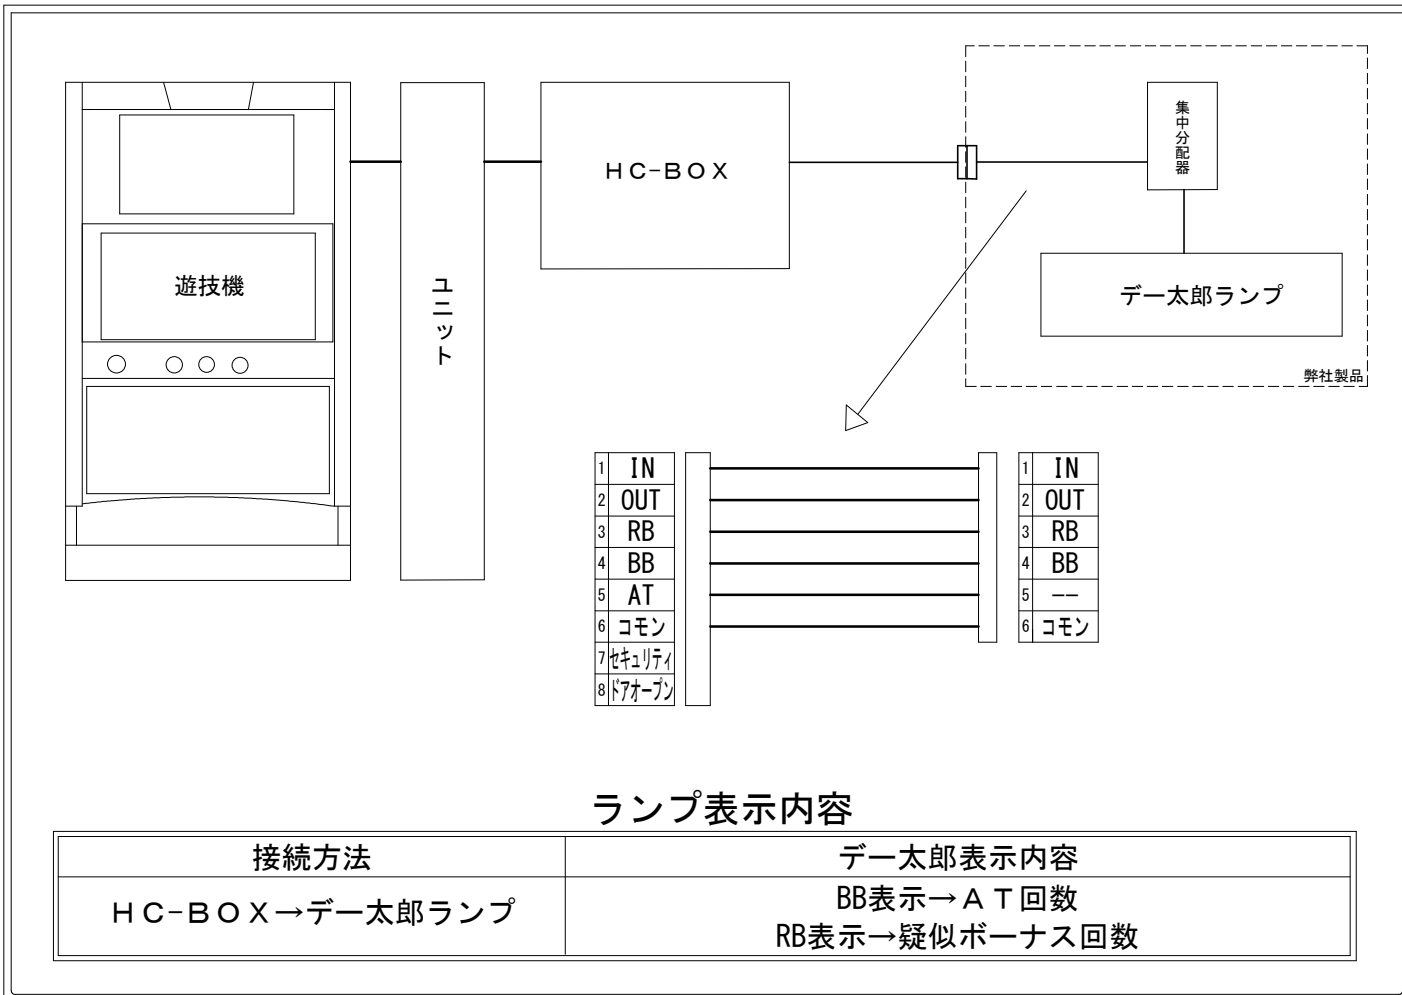 遊技機
ユニット
ＨＣ-ＢＯＸ
集中分配器
デー太郎ランプ
弊社製品
1 IN
2 OUT
3 RB
4 BB
5 AT
6 コモン
7 セキュリティ
8 ドアオープン
1 IN
2 OUT
3 RB
4 BB
5 --
6 コモン
ランプ表示内容
接続方法
デー太郎表示内容
ＨＣ-ＢＯＸ→デー太郎ランプ
BB表示→ＡＴ回数
RB表示→疑似ボーナス回数